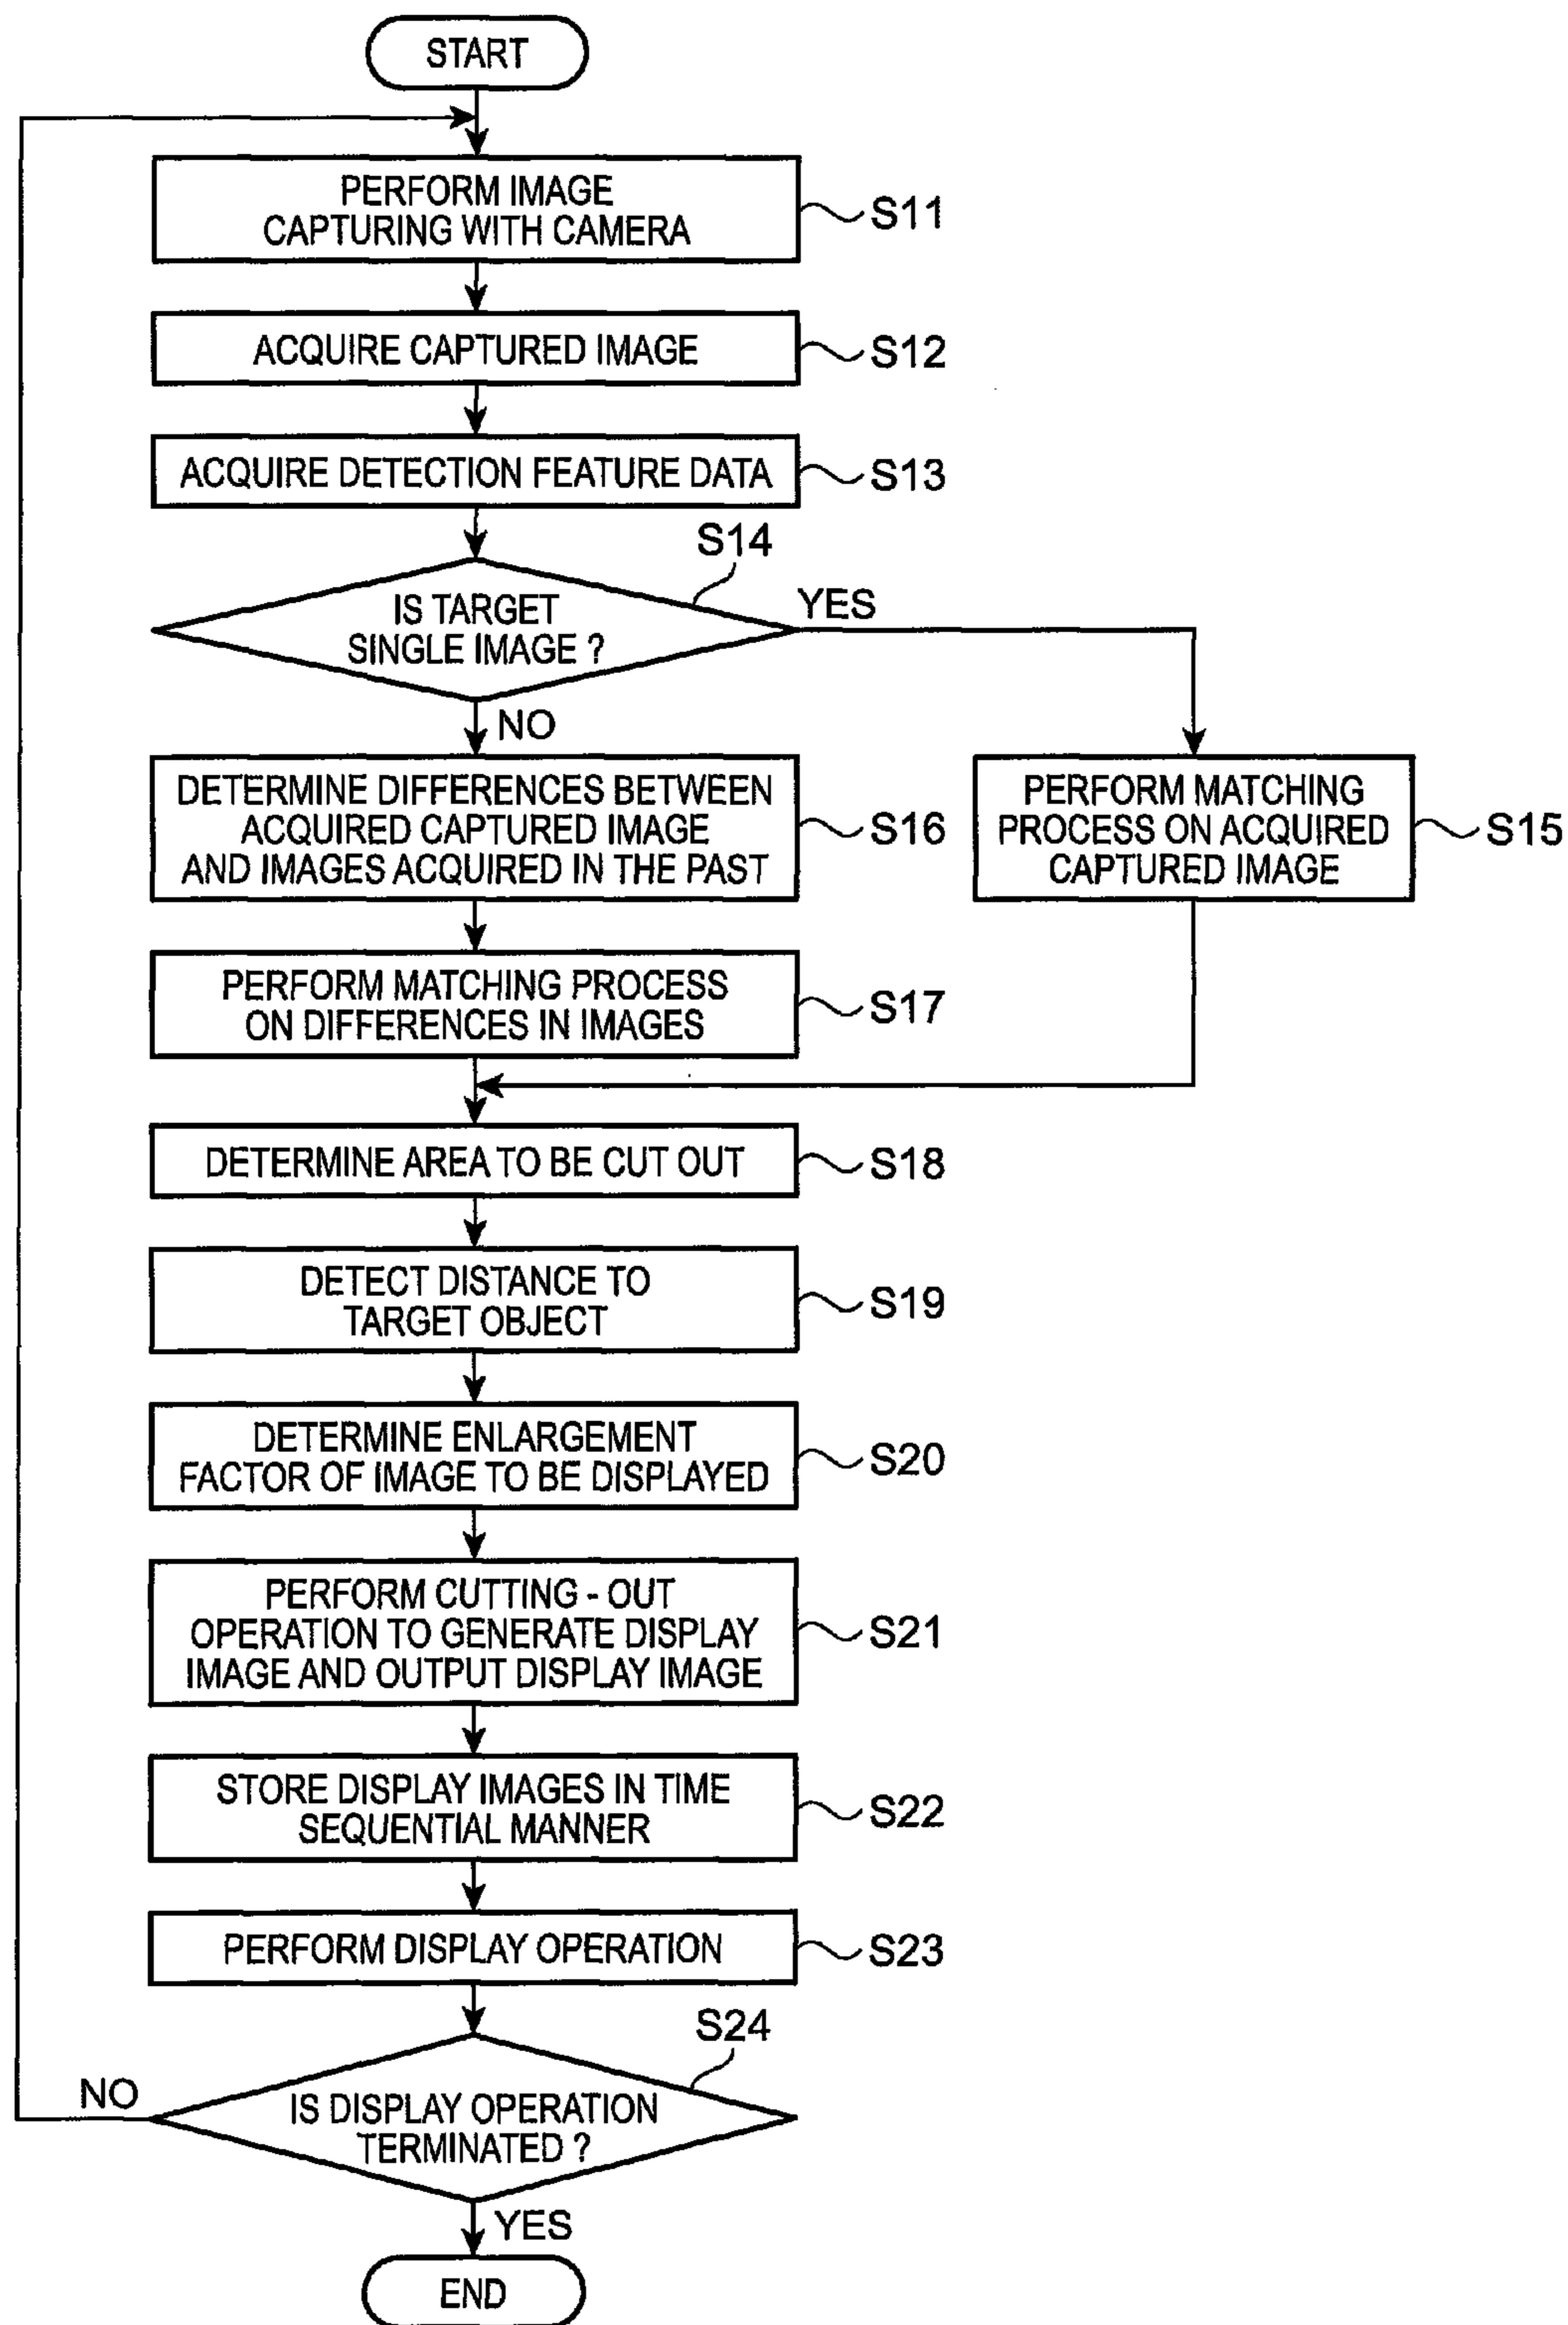 START
PERFORM IMAGE
CAPTURING WITH CAMERA
S11
ACQUIRE CAPTURED IMAGE
S12
ACQUIRE DETECTION FEATURE DATA
S13
S14
IS TARGET
SINGLE IMAGE ?
YES
NO
DETERMINE DIFFERENCES BETWEEN
ACQUIRED CAPTURED IMAGE
AND IMAGES ACQUIRED IN THE PAST
S16
PERFORM MATCHING
PROCESS ON ACQUIRED
CAPTURED IMAGE
S15
PERFORM MATCHING PROCESS
ON DIFFERENCES IN IMAGES
S17
DETERMINE AREA TO BE CUT OUT
S18
DETECT DISTANCE TO
TARGET OBJECT
S19
DETERMINE ENLARGEMENT
FACTOR OF IMAGE TO BE DISPLAYED
S20
PERFORM CUTTING - OUT
OPERATION TO GENERATE DISPLAY
IMAGE AND OUTPUT DISPLAY IMAGE
S21
STORE DISPLAY IMAGES IN TIME
SEQUENTIAL MANNER
S22
PERFORM DISPLAY OPERATION
S23
S24
NO
IS DISPLAY OPERATION
TERMINATED ?
YES
END